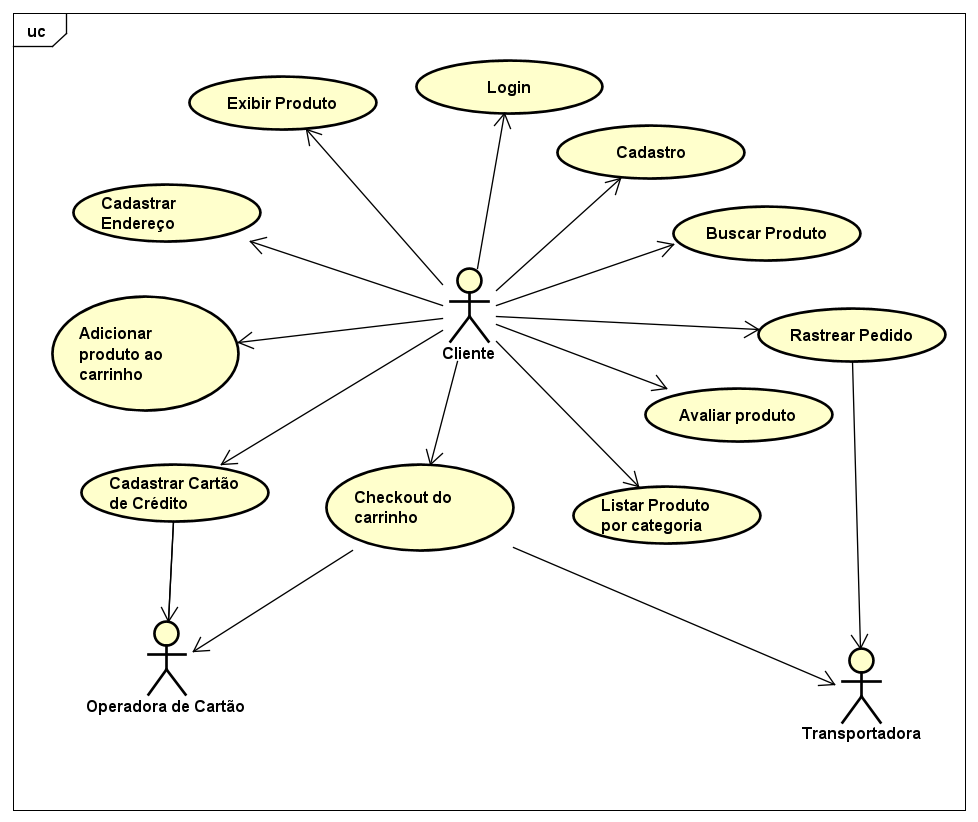 uc
Login
Exibir Produto
Cadastro
Cadastrar
Endereço
Buscar Produto
Adicionar
produto ao
carrinho
Cliente
Rastrear Pedido
Avaliar produto
Cadastrar Cartão
de Crédito
Checkout do
carrinho
Listar Produto
por categoria
Operadora de Cartão
Transportadora